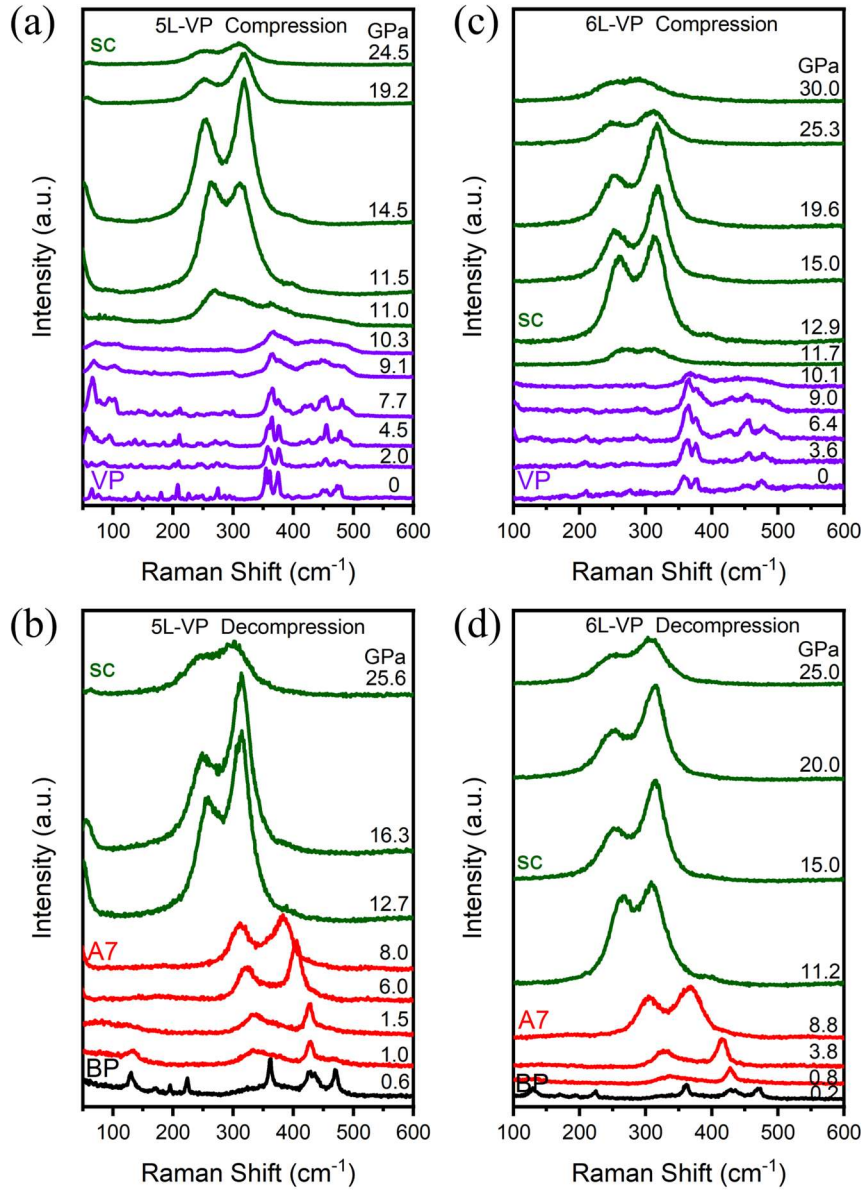 (a)
5L-VP Compression
GPa
sc
24.5
19.2
14.5
11.5
11.0
10.3
9.1
7.7
4.5
2.0
VP
0
Intensity (a.u.)
100 200 300 400 500 600
Raman Shift (cm-1)
(c)
6L-VP Compression
GPa
30.0
25.3
19.6
15.0
sc
12.9
11.7
10.1
9.0
6.4
3.6
VP
0
Intensity (a.u.)
100 200 300 400 500 600
Raman Shift (cm-1)
(b)
5L-VP Decompression
GPa
sc
25.6
16.3
12.7
A7
8.0
6.0
1.5
1.0
BP
0.6
Intensity (a.u.)
100 200 300 400 500 600
Raman Shift (cm-1)
(d)
6L-VP Decompression
GPa
25.0
20.0
sc
15.0
11.2
A7
8.8
3.8
0.8
BP
0.2
Intensity (a.u.)
100 200 300 400 500 600
Raman Shift (cm-1)